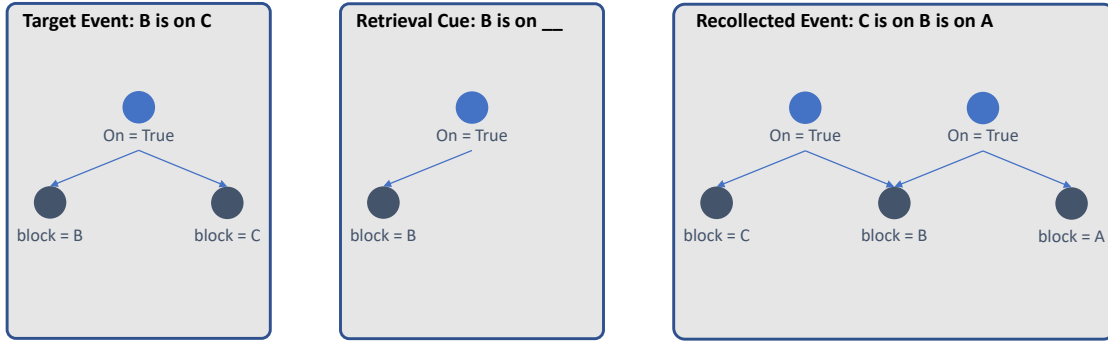 Target Event: B is on C
On = True
block = B
block = C
Retrieval Cue: B is on __
On = True
block = B
Recollected Event: C is on B is on A
On = True
On = True
block = C
block = B
block = A